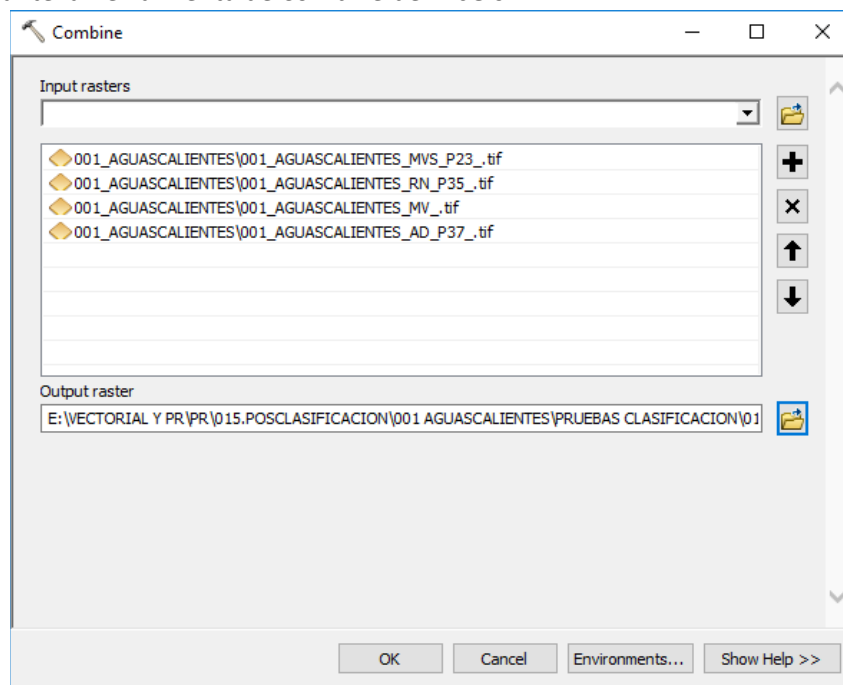 Combine
Input rasters
001_AGUASCALIENTES\001_AGUASCALIENTES_MVS_P23_.tif
001_AGUASCALIENTES\001_AGUASCALIENTES_RN_P35_.tif
001_AGUASCALIENTES\001_AGUASCALIENTES_MV_.tif
001_AGUASCALIENTES\001_AGUASCALIENTES_AD_P37_.tif
Output raster
E:\VECTORIAL Y PR\PR\015.POSCLASIFICACION\001 AGUASCALIENTES\PRUEBAS CLASIFICACION\01
OK Cancel Environments... Show Help >>